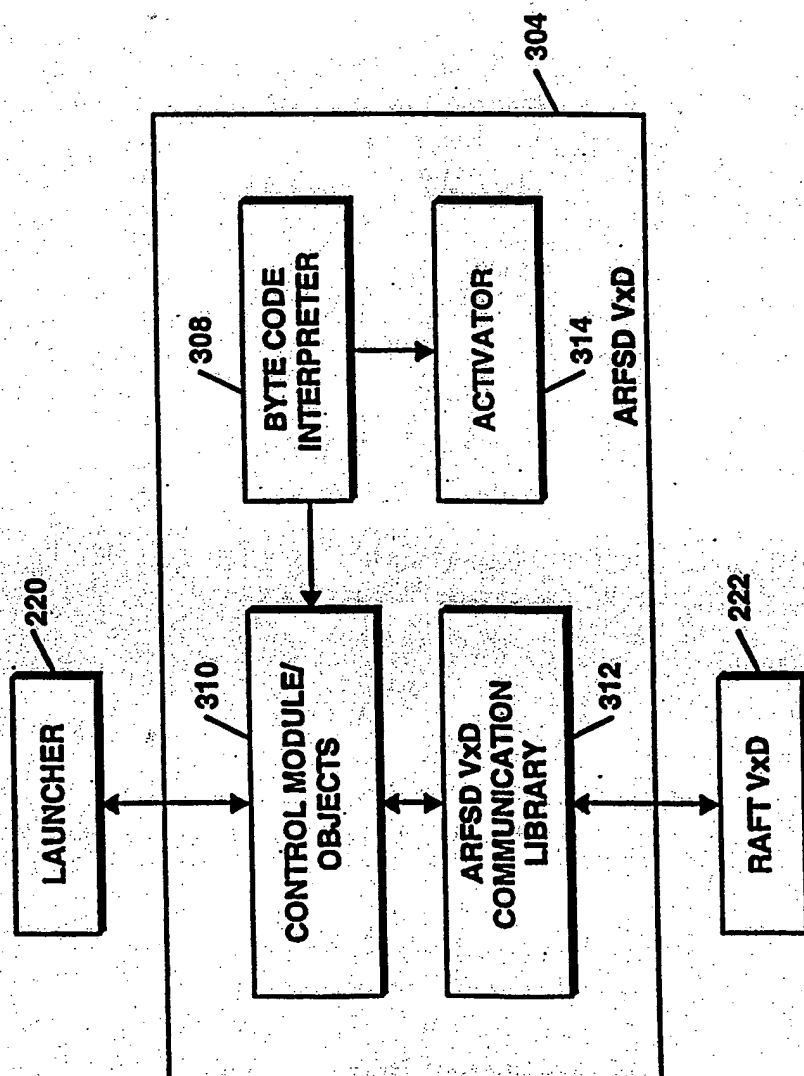 LAUNCHER
220
CONTROL MODULE/
OBJECTS
310
BYTE CODE
INTERPRETER
308
ARFSD VxD
COMMUNICATION
LIBRARY
312
ACTIVATOR
314
ARFSD VxD
304
RAFT VxD
222